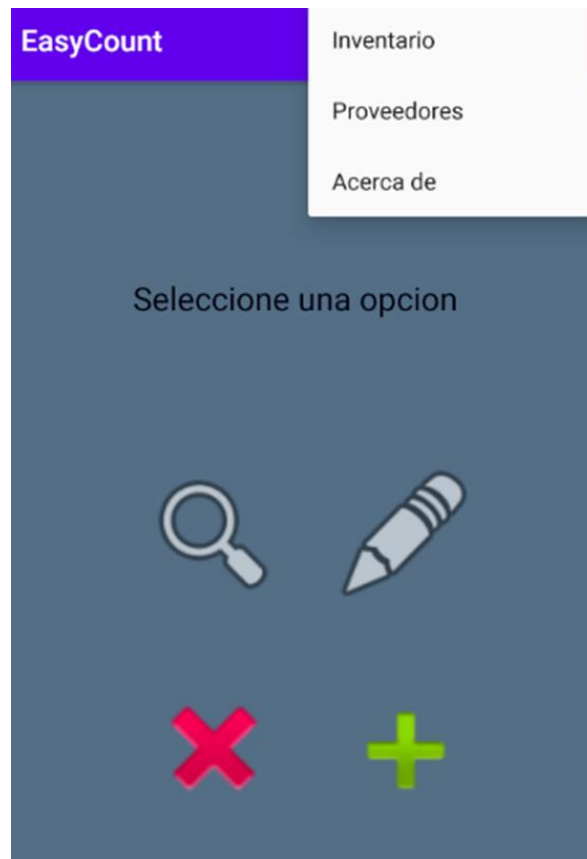 EasyCount
Inventario
Proveedores
Acerca de
Seleccione una opcion